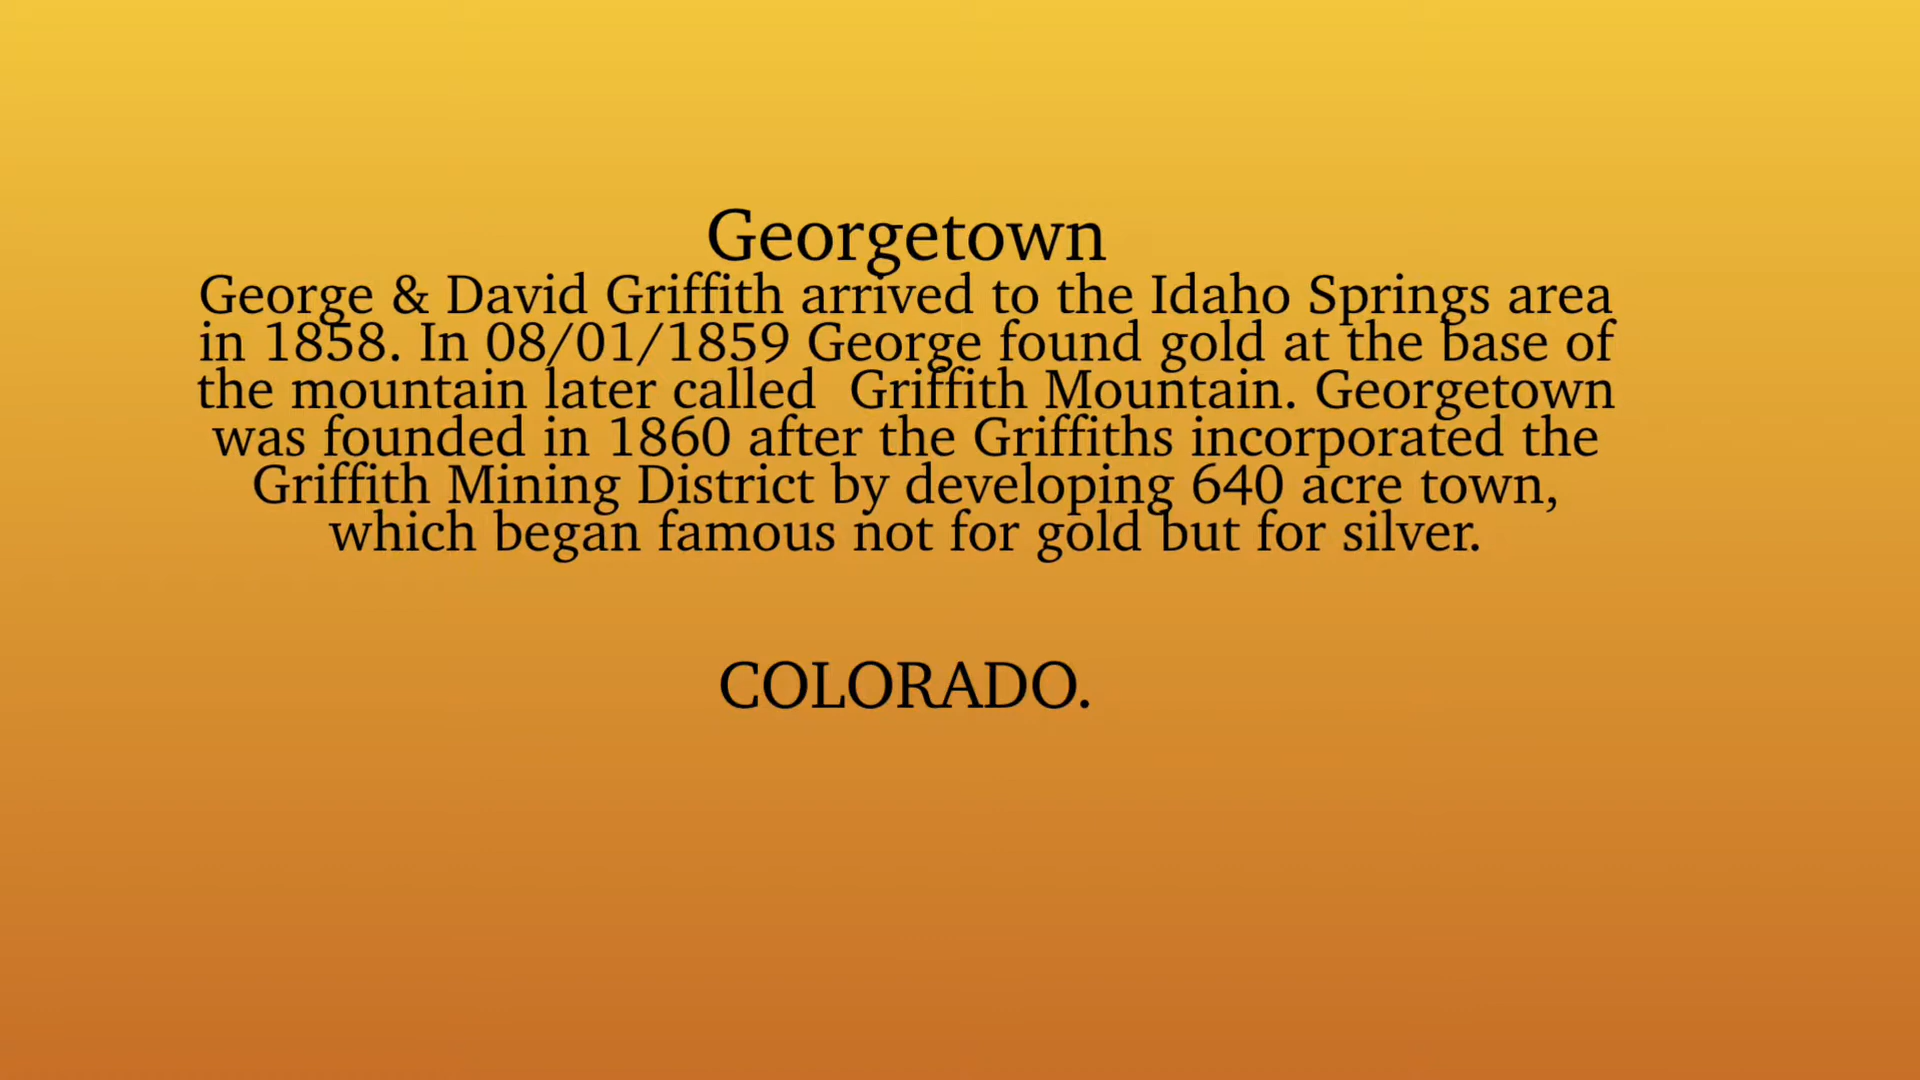 Georgetown
George & David Griffith arrived to the Idaho Springs area
in 1858. In 08/01/1859 George found gold at the base of
the mountain later called  Griffith Mountain. Georgetown
was founded in 1860 after the Griffiths incorporated the
Griffith Mining District by developing 640 acre town,
which began famous not for gold but for silver.
COLORADO.